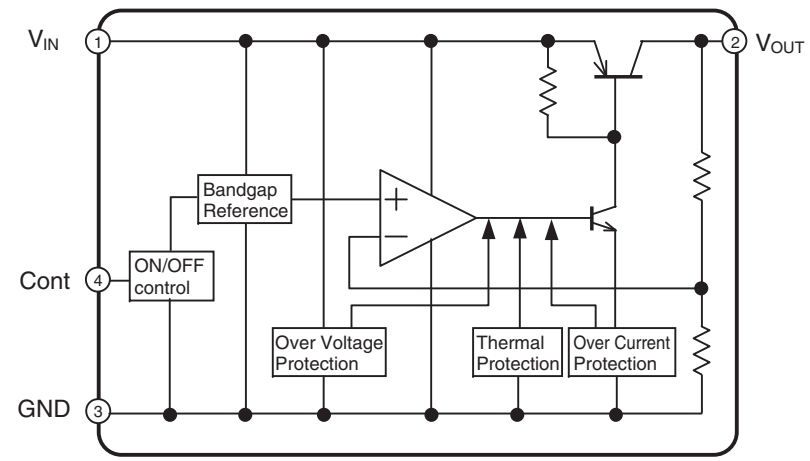 VIN 1
2 VOUT
Bandgap
Reference
+
−
Cont 4
ON/OFF
control
Over Voltage
Protection
Thermal
Protection
Over Current
Protection
GND 3